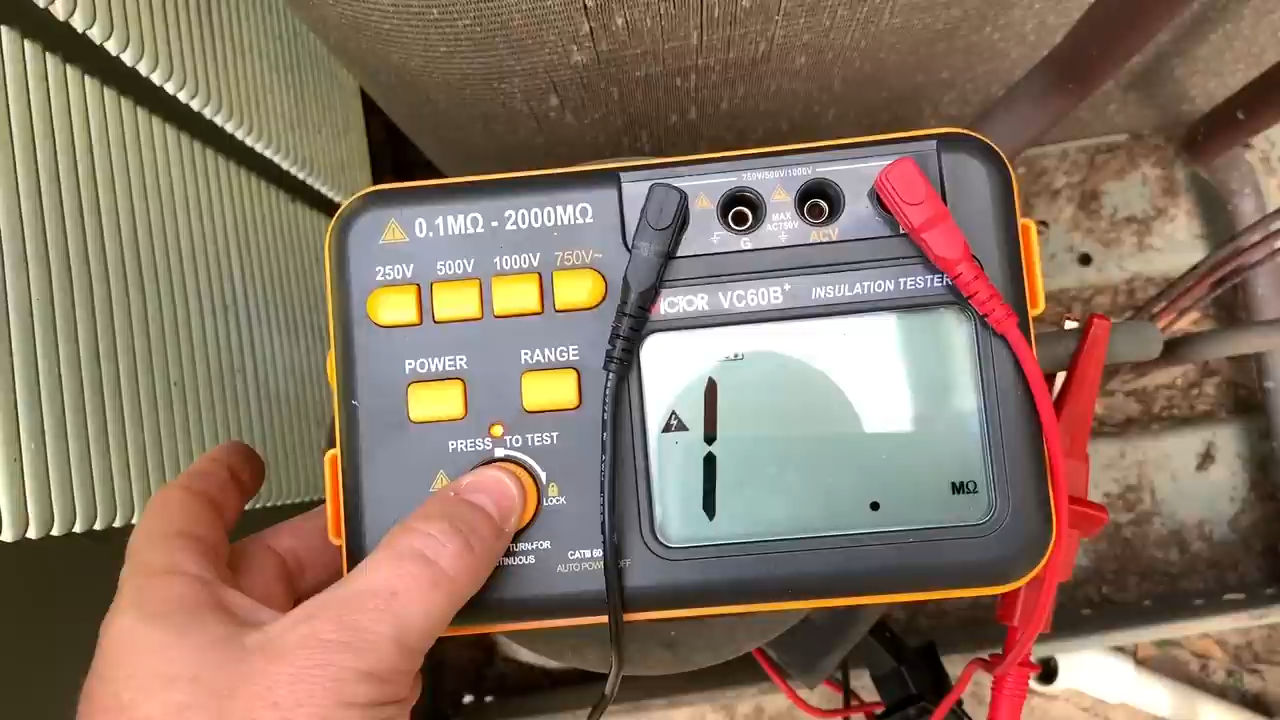 0.1MΩ - 2000MΩ
250V 500V 1000V 750V~
POWER RANGE
PRESS TO TEST
LOCK
TURN-FOR
AUTO POWER OFF
250V/500V/1000V
MAX
AC750V
G
ACV
VC60B+ INSULATION TESTER
1
.
MΩ